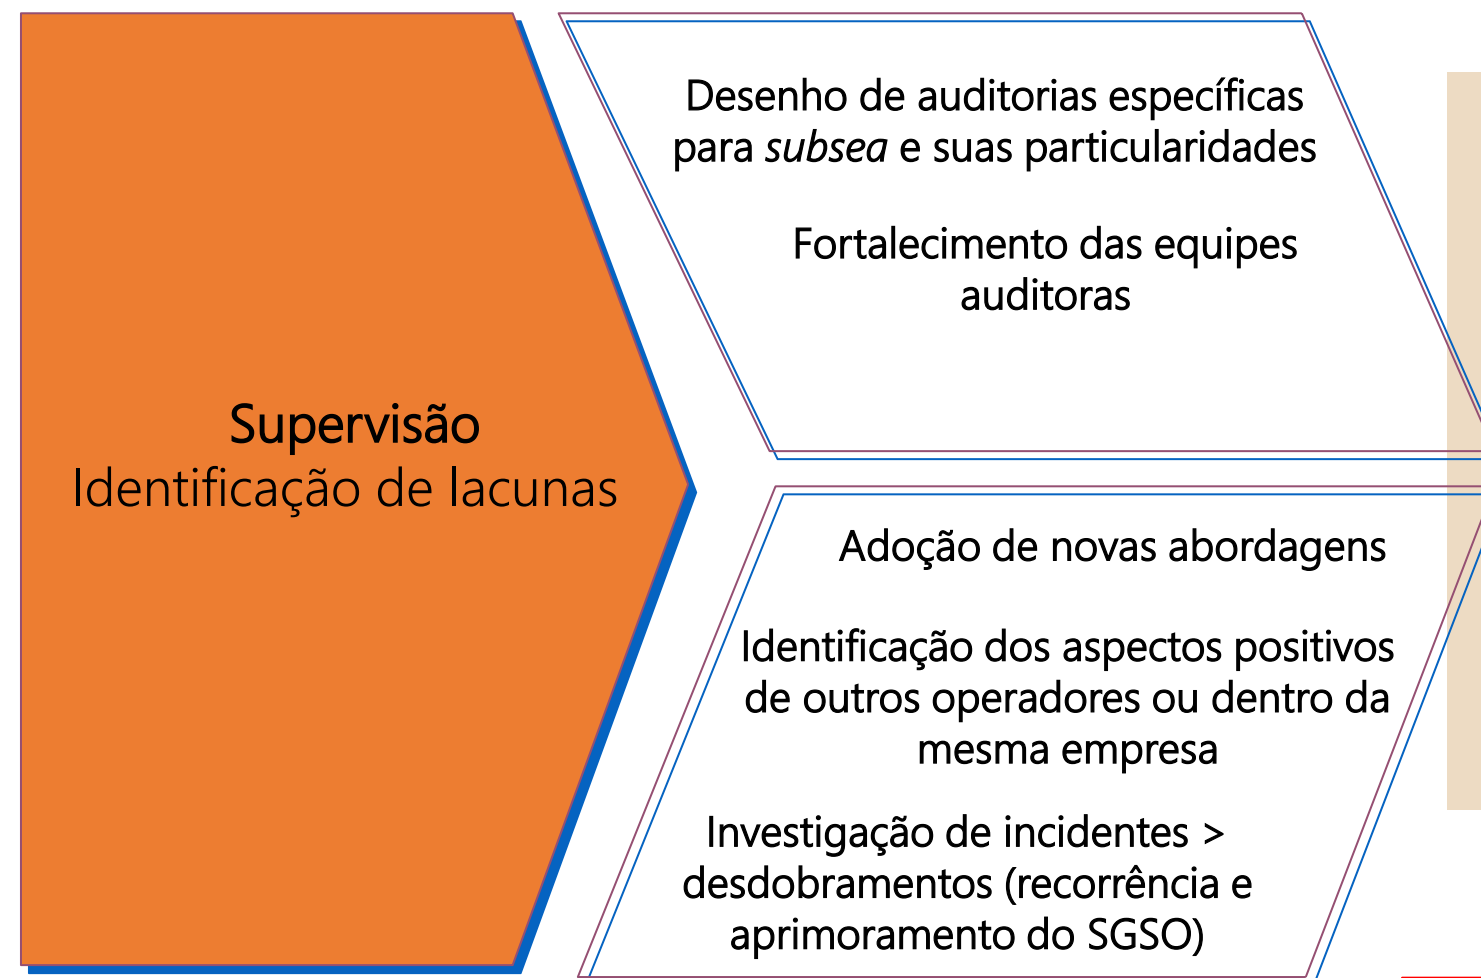 Supervisão
Identificação de lacunas
Desenho de auditorias específicas
para subsea e suas particularidades
Fortalecimento das equipes
auditoras
Adoção de novas abordagens
Identificação dos aspectos positivos
de outros operadores ou dentro da
mesma empresa
Investigação de incidentes >
desdobramentos (recorrência e
aprimoramento do SGSO)